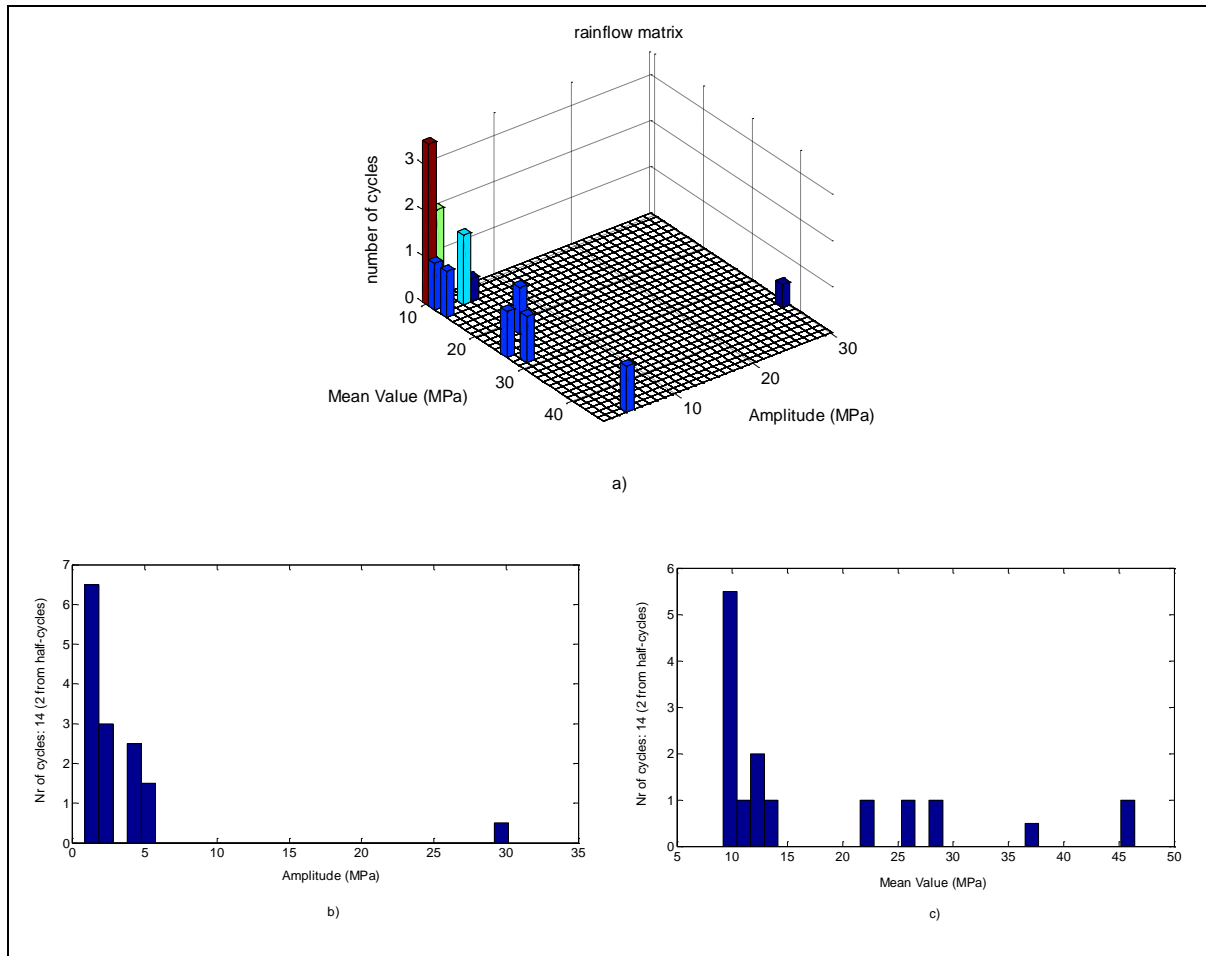 rainflow matrix
3
2
1
0
number of cycles
10
20
30
40
Mean Value (MPa)
10
20
30
Amplitude (MPa)
a)
7
6
5
4
3
2
1
0
Nr of cycles: 14 (2 from half-cycles)
0 5 10 15 20 25 30 35
Amplitude (MPa)
b)
6
5
4
3
2
1
0
Nr of cycles: 14 (2 from half-cycles)
5 10 15 20 25 30 35 40 45 50
Mean Value (MPa)
c)